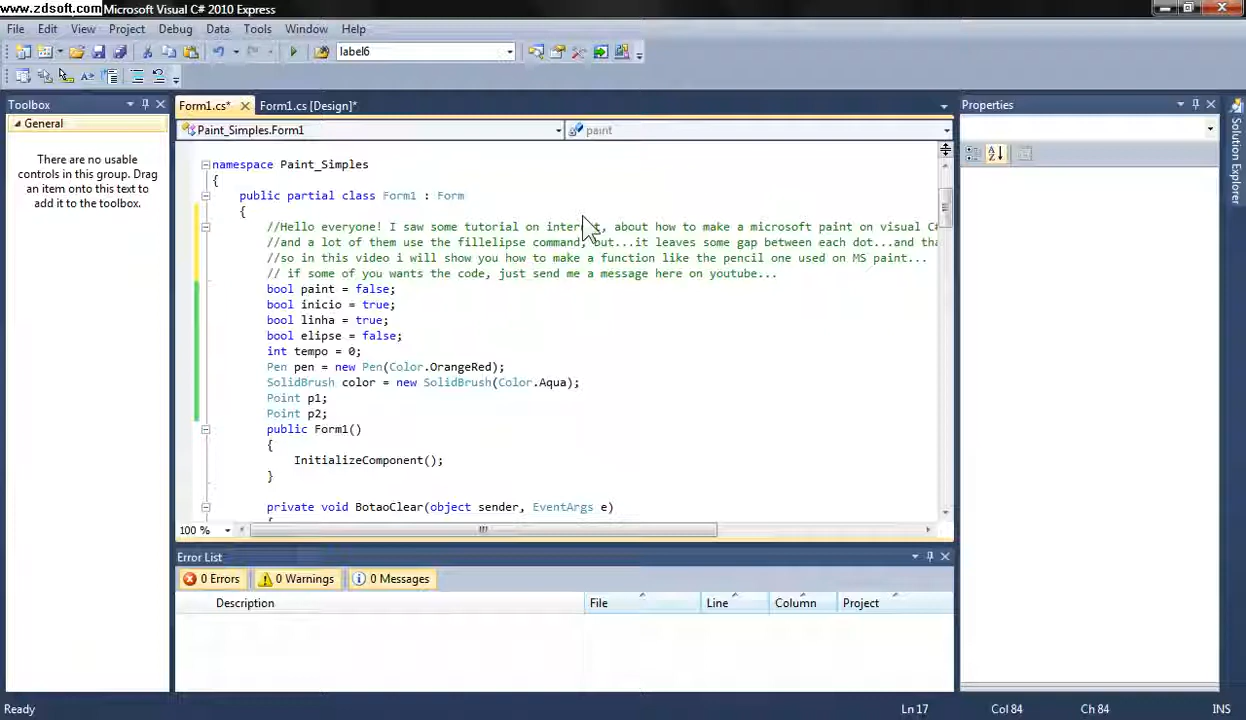 www.zdsoft.com Microsoft Visual C# 2010 Express
File Edit View Project Debug Data Tools Window Help
label6
Toolbox
General
There are no usable
controls in this group. Drag
an item onto this text to
add it to the toolbox.
Form1.cs* Form1.cs [Design]*
Paint_Simples.Form1 paint
namespace Paint_Simples
{
public partial class Form1 : Form
{
//Hello everyone! I saw some tutorial on internet, about how to make a microsoft paint on visual C#
//and a lot of them use the fillelipse command, but...it leaves some gap between each dot...and tha
//so in this video i will show you how to make a function like the pencil one used on MS paint...
// if some of you wants the code, just send me a message here on youtube...
bool paint = false;
bool inicio = true;
bool linha = true;
bool elipse = false;
int tempo = 0;
Pen pen = new Pen(Color.OrangeRed);
SolidBrush color = new SolidBrush(Color.Aqua);
Point p1;
Point p2;
public Form1()
{
InitializeComponent();
}
private void BotaoClear(object sender, EventArgs e)
100 %
Error List
0 Errors 0 Warnings 0 Messages
Description File Line Column Project
Properties
Solution Explorer
Ready Ln 17 Col 84 Ch 84 INS